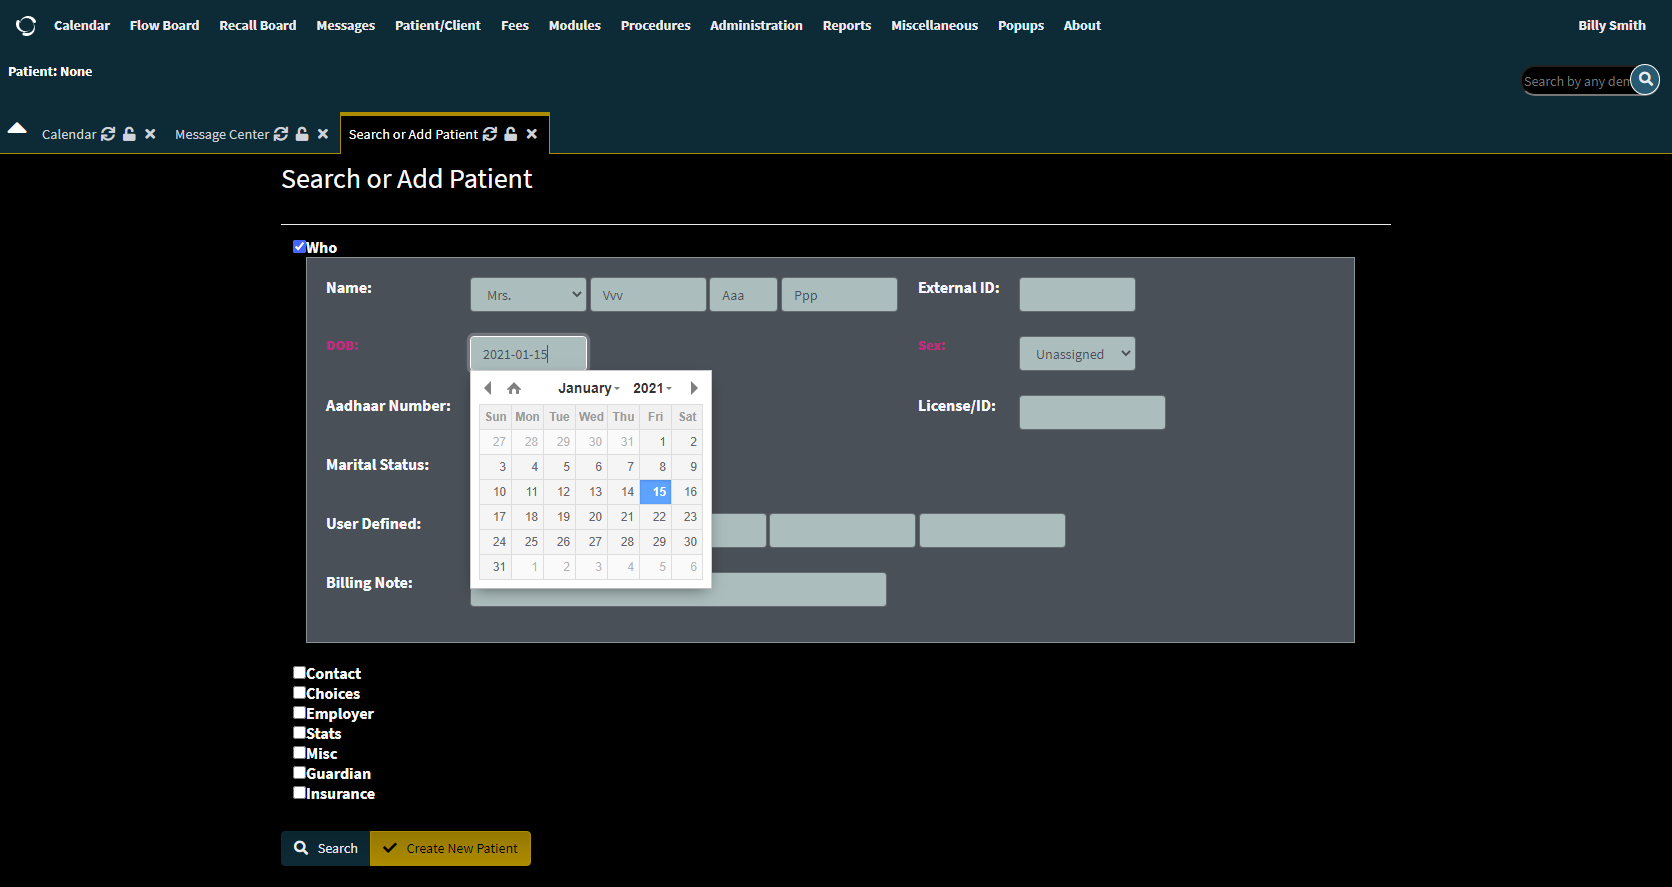 Calendar Flow Board Recall Board Messages Patient/Client Fees Modules Procedures Administration Reports Miscellaneous Popups About Billy Smith
Patient: None
Search by any den
Calendar Message Center Search or Add Patient
Search or Add Patient
Who
Name: Mrs. Vvv Aaa Ppp External ID:
DOB: 2021-01-15 Sex: Unassigned
January 2021
Aadhaar Number: License/ID:
Sun Mon Tue Wed Thu Fri Sat
27 28 29 30 31 1 2
Marital Status:
3 4 5 6 7 8 9
10 11 12 13 14 15 16
User Defined:
17 18 19 20 21 22 23
24 25 26 27 28 29 30
31 1 2 3 4 5 6
Billing Note:
Contact
Choices
Employer
Stats
Misc
Guardian
Insurance
Search Create New Patient